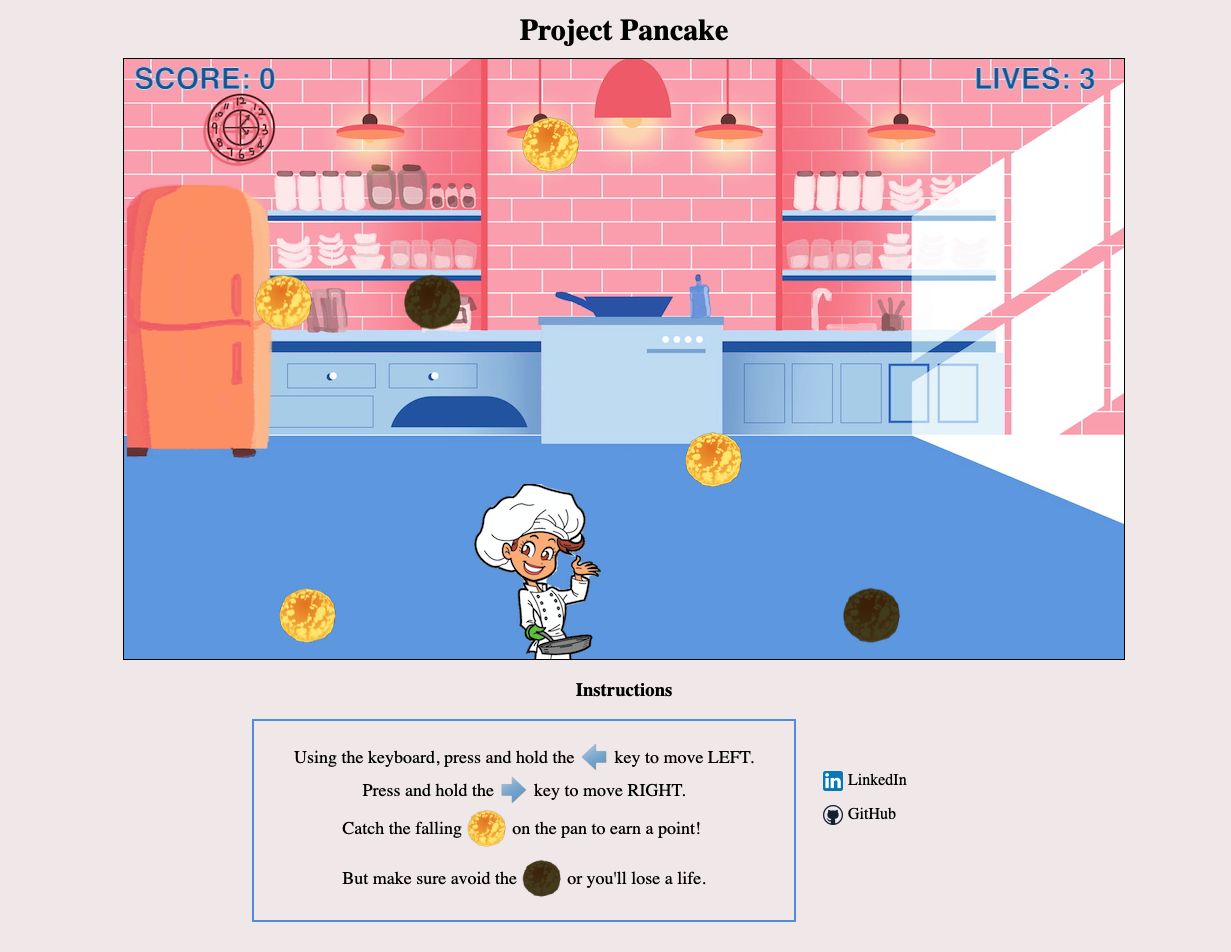 Project Pancake
SCORE: 0
LIVES: 3
Instructions
Using the keyboard, press and hold the key to move LEFT.
Press and hold the key to move RIGHT.
Catch the falling on the pan to earn a point!
But make sure avoid the or you'll lose a life.
LinkedIn
GitHub